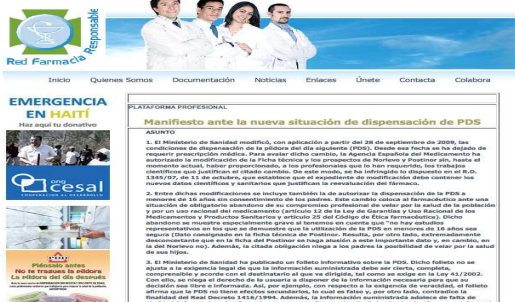 Red Farmacia Responsable
Inicio Quienes Somos Documentación Noticias Enlaces Únete Contacta Colabora
EMERGENCIA
EN HAITÍ
Haz aquí tu donativo
ong
cesal
COOPERACIÓN AL DESARROLLO
Piénsalo antes
No te tragues la píldora
La píldora del día después
PLATAFORMA PROFESIONAL
Manifiesto ante la nueva situación de dispensación de PDS
ASUNTO
1. El Ministerio de Sanidad modificó, con aplicación a partir del 28 de septiembre de 2009, las
condiciones de dispensación de la píldora del día siguiente (PDS). Desde esa fecha se ha dejado de
requerir prescripción médica. Para avalar dicho cambio, la Agencia Española del Medicamento ha
autorizado la modificación de la Ficha técnica y los prospectos de Norlevo y Postinor sin, hasta el
momento actual, haber proporcionado, a los profesionales que lo han requerido, los trabajos
científicos que justifican el citado cambio. De este modo, se ha infringido lo dispuesto en el R.D.
1345/07, de 11 de octubre, que establece que el expediente de modificación debe contener los
nuevos datos científicos y sanitarios que justifican la reevaluación del fármaco.
2. Entre dichas modificaciones se incluye también la de autorizar la dispensación de la PDS a
menores de 16 años sin consentimiento de los padres. Este cambio coloca al farmacéutico ante una
situación de obligatorio abandono de su compromiso profesional de velar por la salud de la población
y por un uso racional del medicamento (artículo 12 de la Ley de Garantías y Uso Racional de los
Medicamentos y Productos Sanitarios y artículo 25 del Código de Ética farmacéutica). Dicho
abandono se muestra especialmente grave si tenemos en cuenta que "no hay estudios
representativos en los que se demuestre que la utilización de la PDS en menores de 16 años sea
segura (Dato consignado en la ficha técnica de Postinor. Resulta, por otro lado, extremadamente
desconcertante que en la ficha del Postinor se haga alusión a este importante dato y, en cambio, en
la del Norlevo no). Además, la citada obligación niega a los padres la posibilidad de velar por la salud
de sus hijos.
3. El Ministerio de Sanidad ha publicado un folleto informativo sobre la PDS. Dicho folleto no se
ajusta a la exigencia legal de que la información suministrada debe ser cierta, completa,
comprensible y acorde con el destinatario al que va dirigida, tal como se exige en la Ley 41/2002.
Con ello, se niega el derecho del usuario a disponer de la información necesaria para que su
decisión sea libre e informada. Así, por ejemplo, con respecto a la exigencia de veracidad, el folleto
afirma que la PDS no tiene efectos secundarios, lo cual es falso y, por otro lado, contradice la
finalidad del Real Decreto 1416/1994. Además, la información suministrada adolece de falta de